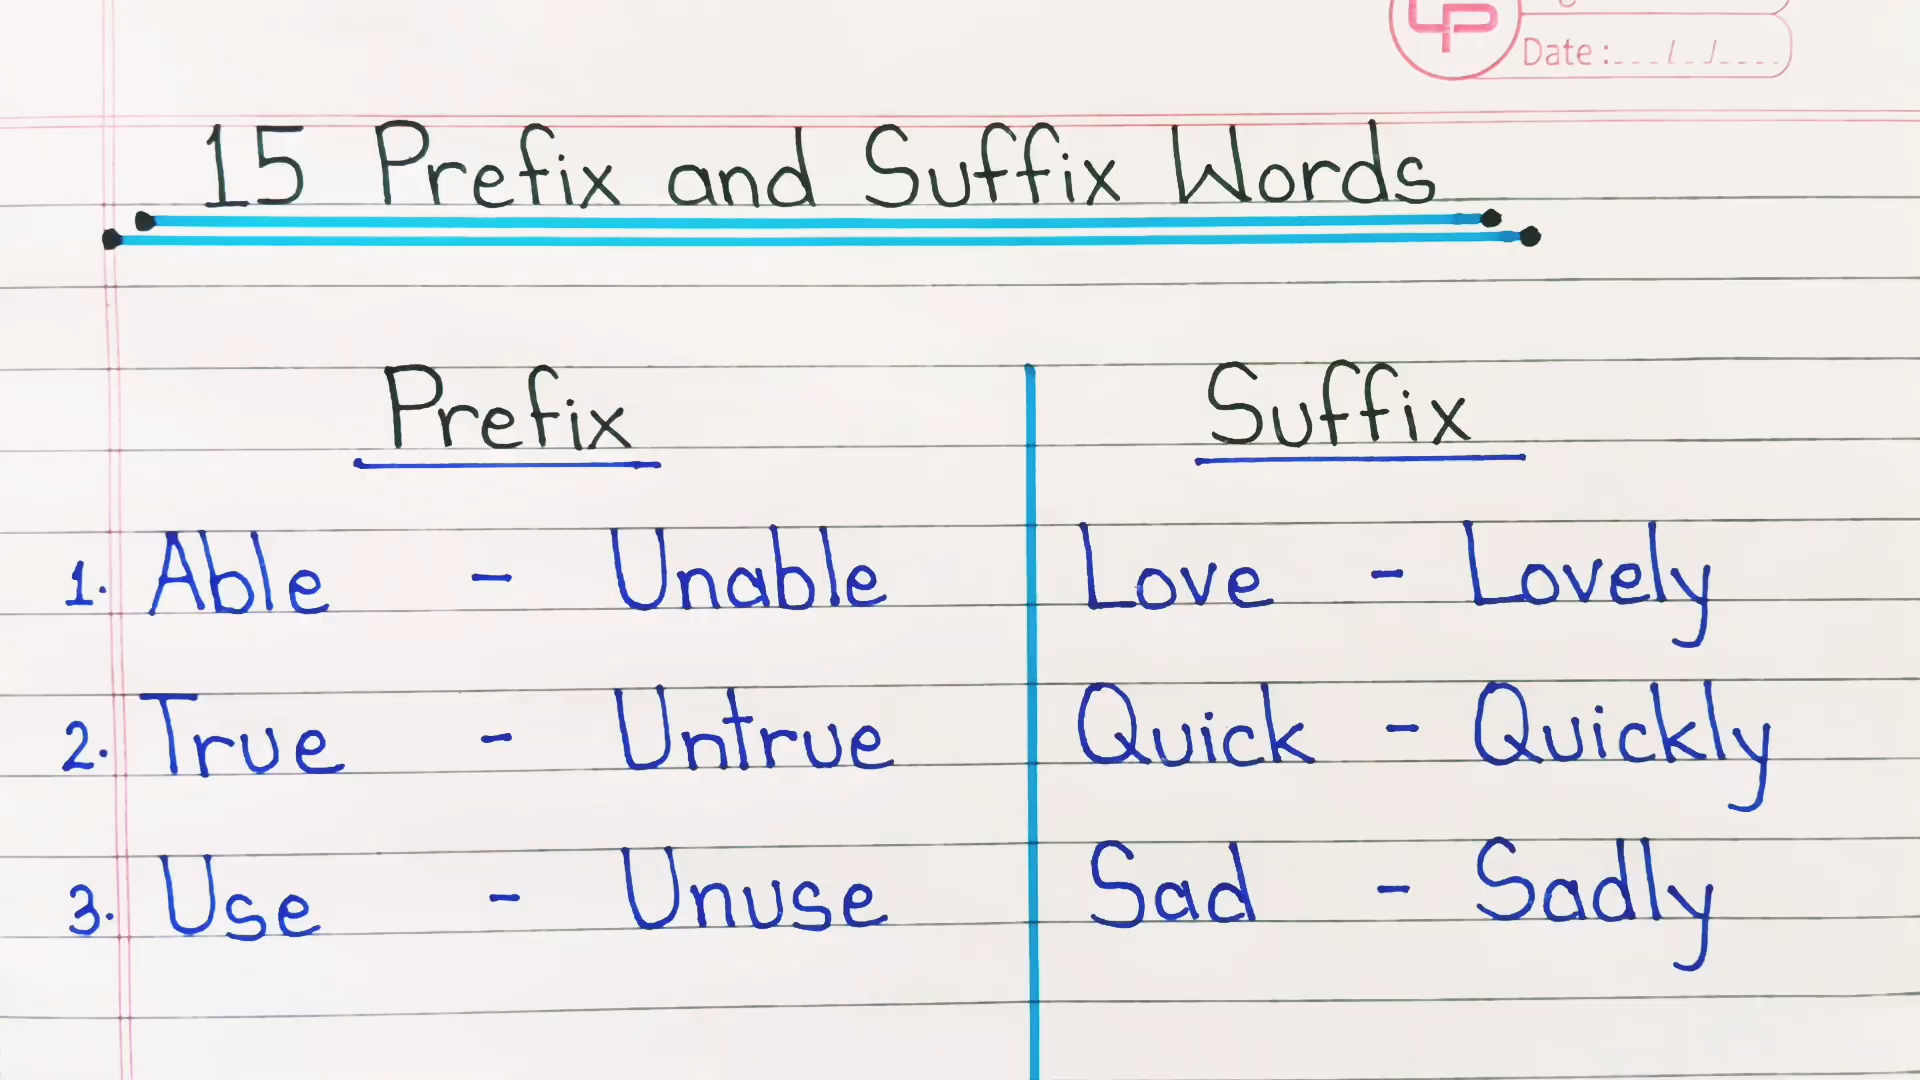 Date : / /
15 Prefix and Suffix Words
Prefix Suffix
1. Able - Unable Love - Lovely
2. True - Untrue Quick - Quickly
3. Use - Unuse Sad - Sadly